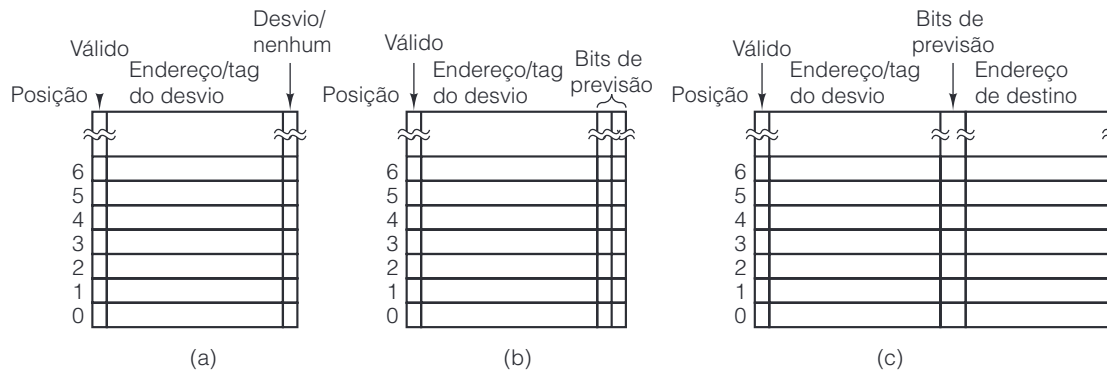 Válido
Desvio/
nenhum
Posição
Endereço/tag
do desvio
6
5
4
3
2
1
0
(a)
Válido
Posição
Endereço/tag
do desvio
Bits de
previsão
6
5
4
3
2
1
0
(b)
Válido
Bits de
previsão
Posição
Endereço/tag
do desvio
Endereço
de destino
6
5
4
3
2
1
0
(c)